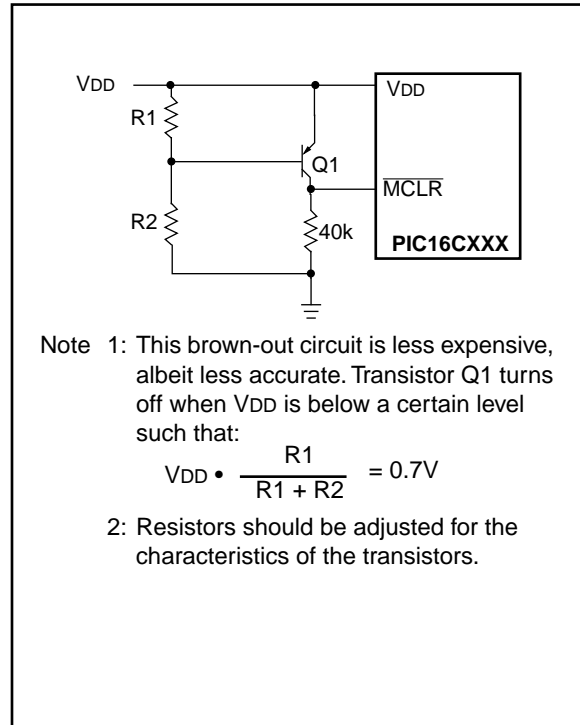 VDD
VDD
R1
Q1
MCLR
R2
40k
PIC16CXXX
Note 1: This brown-out circuit is less expensive,
albeit less accurate. Transistor Q1 turns
off when VDD is below a certain level
such that:
VDD • R1 / R1 + R2 = 0.7V
2: Resistors should be adjusted for the
characteristics of the transistors.